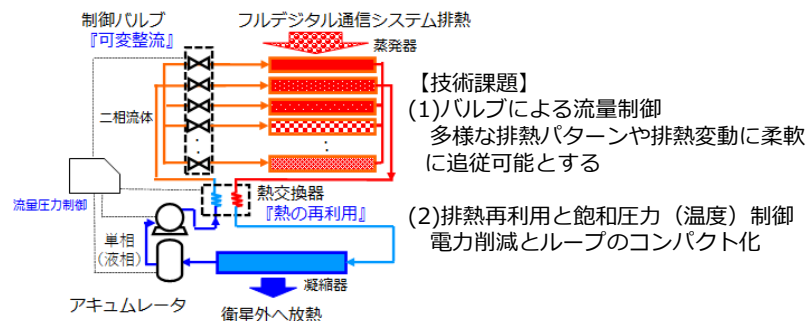 制御バルブ
『可変整流』
フルデジタル通信システム排熱
蒸発器
二相流体
流量圧力制御
熱交換器
『熱の再利用』
単相
(液相)
アキュムレータ
凝縮器
衛星外へ放熱
【技術課題】
(1)バルブによる流量制御
多様な排熱パターンや排熱変動に柔軟
に追従可能とする
(2)排熱再利用と飽和圧力（温度）制御
電力削減とループのコンパクト化